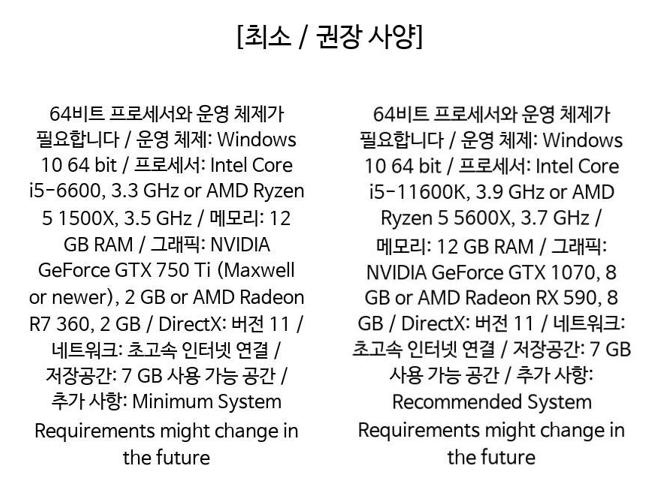 [최소 / 권장 사양]
64비트 프로세서와 운영 체제가
필요합니다 / 운영 체제: Windows
10 64 bit / 프로세서: Intel Core
i5-6600, 3.3 GHz or AMD Ryzen
5 1500X, 3.5 GHz / 메모리: 12
GB RAM / 그래픽: NVIDIA
GeForce GTX 750 Ti (Maxwell
or newer), 2 GB or AMD Radeon
R7 360, 2 GB / DirectX: 버전 11 /
네트워크: 초고속 인터넷 연결 /
저장공간: 7 GB 사용 가능 공간 /
추가 사항: Minimum System
Requirements might change in
the future
64비트 프로세서와 운영 체제가
필요합니다 / 운영 체제: Windows
10 64 bit / 프로세서: Intel Core
i5-11600K, 3.9 GHz or AMD
Ryzen 5 5600X, 3.7 GHz /
메모리: 12 GB RAM / 그래픽:
NVIDIA GeForce GTX 1070, 8
GB or AMD Radeon RX 590, 8
GB / DirectX: 버전 11 / 네트워크:
초고속 인터넷 연결 / 저장공간: 7 GB
사용 가능 공간 / 추가 사항:
Recommended System
Requirements might change in
the future